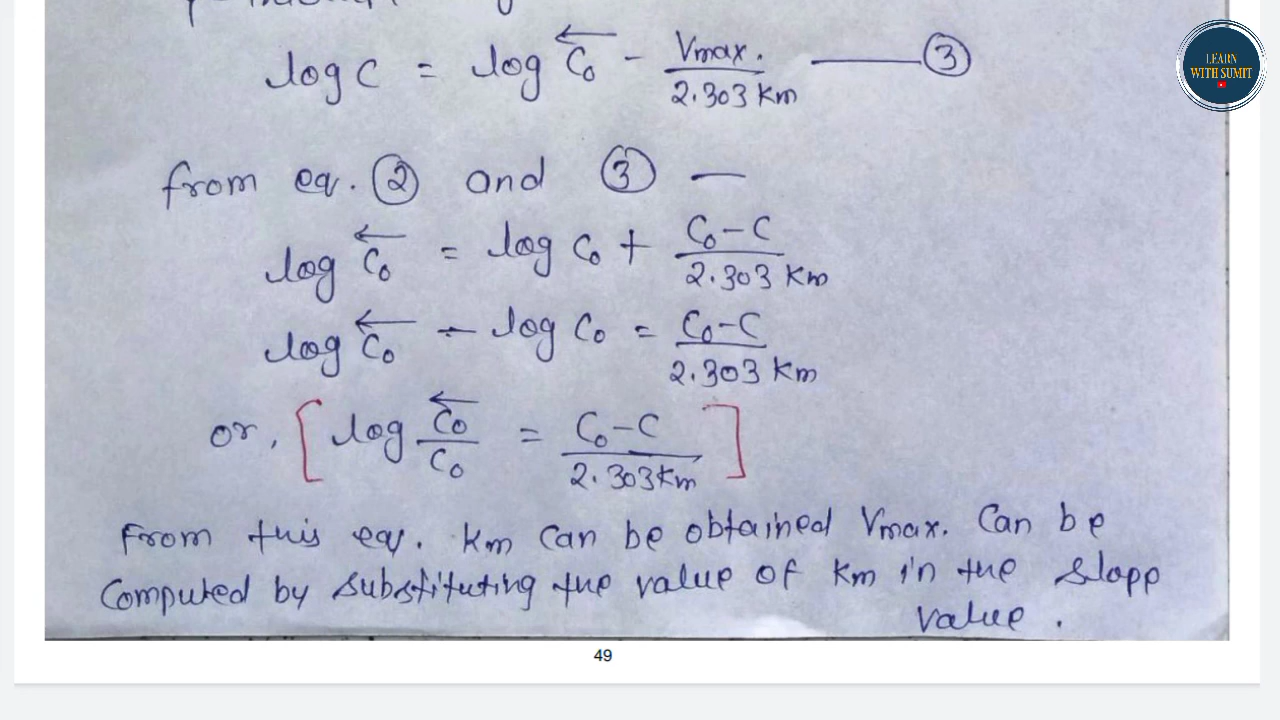 log C = log C̅₀ - Vmax. / 2.303 Km ——— ③
LEARN
WITH SUMIT
from eq. ② and ③ —
log C̅₀ = log C₀ + C₀-C / 2.303 Km
log C̅₀ - log C₀ = C₀-C / 2.303 Km
or, [ log C̅₀ / C₀ = C₀-C / 2.303 Km ]
From this eq. Km Can be obtained Vmax. Can be
Computed by substituting the value of Km in the slopp
value .
49